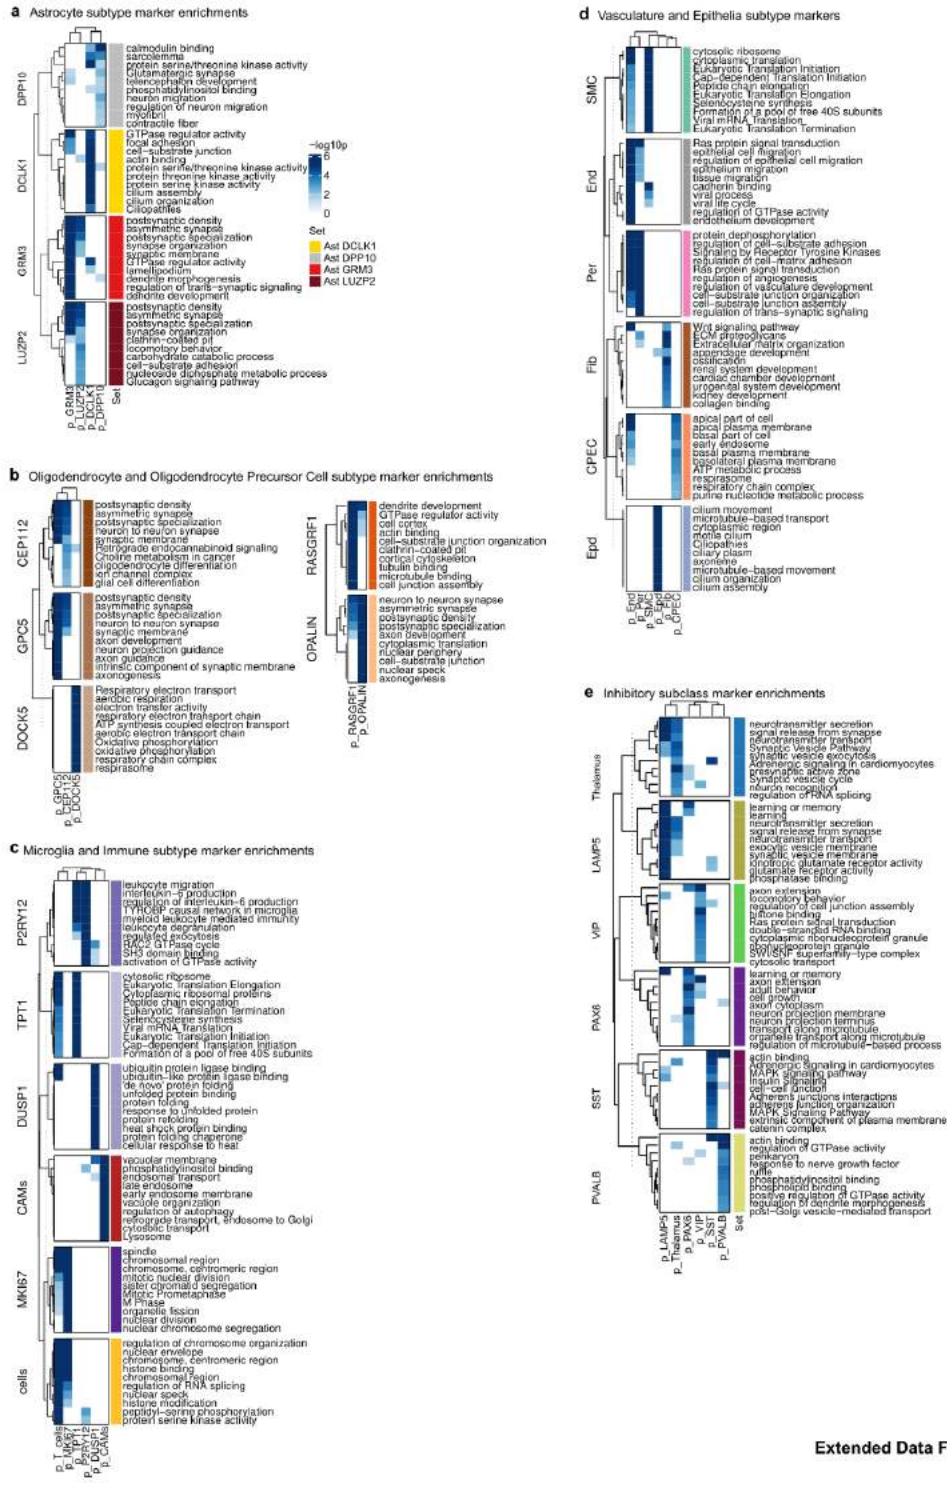 a Astrocyte subtype marker enrichments
DPP10
calmodulin binding
sarcolemma
protein serine/threonine kinase activity
Glutamatergic synapse
telencephalon development
phosphatidylinositol binding
neuron migration
regulation of neuron migration
myofibril
contractile fiber
DCLK1
GTPase regulator activity
focal adhesion
cell-substrate junction
actin binding
protein serine/threonine kinase activity
protein threonine kinase activity
protein serine kinase activity
cilium assembly
cilium organization
Ciliopathies
GRM3
postsynaptic density
asymmetric synapse
postsynaptic specialization
synapse organization
synaptic membrane
GTPase regulator activity
lamellipodium
dendrite morphogenesis
regulation of trans-synaptic signaling
dendrite development
LUZP2
postsynaptic density
asymmetric synapse
postsynaptic specialization
synapse organization
clathrin-coated pit
locomotory behavior
carbohydrate catabolic process
cell-substrate adhesion
nucleoside diphosphate metabolic process
Glucagon signaling pathway
p_GRM3
p_LUZP2
p_DCLK1
p_DPP10
Set
−log10p
6
4
2
0
Set
Ast DCLK1
Ast DPP10
Ast GRM3
Ast LUZP2
b Oligodendrocyte and Oligodendrocyte Precursor Cell subtype marker enrichments
CEP112
postsynaptic density
asymmetric synapse
postsynaptic specialization
neuron to neuron synapse
synaptic membrane
Retrograde endocannabinoid signaling
Choline metabolism in cancer
oligodendrocyte differentiation
ion channel complex
glial cell differentiation
GPC5
postsynaptic density
asymmetric synapse
postsynaptic specialization
neuron to neuron synapse
synaptic membrane
axon development
neuron projection guidance
axon guidance
intrinsic component of synaptic membrane
axonogenesis
DOCK5
Respiratory electron transport
aerobic respiration
electron transfer activity
respiratory electron transport chain
ATP synthesis coupled electron transport
aerobic electron transport chain
Oxidative phosphorylation
oxidative phosphorylation
respiratory chain complex
respirasome
p_GPC5
p_CEP112
p_DOCK5
RASGRF1
dendrite development
GTPase regulator activity
cell cortex
actin binding
cell-substrate junction organization
clathrin-coated pit
cortical cytoskeleton
tubulin binding
microtubule binding
cell junction assembly
OPALIN
neuron to neuron synapse
asymmetric synapse
postsynaptic density
postsynaptic specialization
axon development
cytoplasmic translation
nuclear periphery
cell-substrate junction
nuclear speck
axonogenesis
p_RASGRF1
p_OPALIN
c Microglia and Immune subtype marker enrichments
P2RY12
leukocyte migration
interleukin-6 production
regulation of interleukin-6 production
TYROBP causal network in microglia
myeloid leukocyte mediated immunity
leukocyte degranulation
regulated exocytosis
RAC2 GTPase cycle
SH3 domain binding
activation of GTPase activity
TPT1
cytosolic ribosome
Eukaryotic Translation Elongation
Cytoplasmic ribosomal proteins
Peptide chain elongation
Eukaryotic Translation Termination
Selenocysteine synthesis
Viral mRNA Translation
Eukaryotic Translation Initiation
Cap-dependent Translation Initiation
Formation of a pool of free 40S subunits
DUSP1
ubiquitin protein ligase binding
ubiquitin-like protein ligase binding
'de novo' protein folding
unfolded protein binding
protein folding
response to unfolded protein
protein refolding
heat shock protein binding
protein folding chaperone
cellular response to heat
CAMs
vacuolar membrane
phosphatidylinositol binding
endosomal transport
late endosome
early endosome membrane
vacuole organization
regulation of autophagy
retrograde transport, endosome to Golgi
cytosolic transport
Lysosome
MKI67
spindle
chromosomal region
chromosome, centromeric region
mitotic nuclear division
sister chromatid segregation
Mitotic Prometaphase
M Phase
organelle fission
nuclear division
nuclear chromosome segregation
cells
regulation of chromosome organization
nuclear envelope
chromosome, centromeric region
histone binding
chromosomal region
regulation of RNA splicing
nuclear speck
histone modification
peptidyl-serine phosphorylation
protein serine kinase activity
p_T_cells
p_MKI67
p_TPT1
p_P2RY12
p_DUSP1
p_CAMs
d Vasculature and Epithelia subtype markers
SMC
cytosolic ribosome
cytoplasmic translation
Eukaryotic Translation Initiation
Cap-dependent Translation Initiation
Peptide chain elongation
Eukaryotic Translation Elongation
Selenocysteine synthesis
Formation of a pool of free 40S subunits
Viral mRNA Translation
Eukaryotic Translation Termination
End
Ras protein signal transduction
epithelial cell migration
regulation of epithelial cell migration
epithelium migration
tissue migration
cadherin binding
viral process
viral life cycle
regulation of GTPase activity
endothelium development
Per
protein dephosphorylation
regulation of cell-substrate adhesion
Signaling by Receptor Tyrosine Kinases
regulation of cell-matrix adhesion
Ras protein signal transduction
regulation of angiogenesis
regulation of vasculature development
cell-substrate junction organization
cell-substrate junction assembly
regulation of trans-synaptic signaling
Fib
Wnt signaling pathway
ECM proteoglycans
Extracellular matrix organization
appendage development
ossification
renal system development
cardiac chamber development
urogenital system development
kidney development
collagen binding
CPEC
apical part of cell
apical plasma membrane
basal part of cell
early endosome
basal plasma membrane
basolateral plasma membrane
ATP metabolic process
respirasome
respiratory chain complex
purine nucleotide metabolic process
Epd
cilium movement
microtubule-based transport
cytoplasmic region
motile cilium
Ciliopathies
ciliary plasm
axoneme
microtubule-based movement
cilium organization
cilium assembly
p_End
p_Per
p_SMC
p_Epd
p_Fib
p_CPEC
e Inhibitory subclass marker enrichments
Thalamus
neurotransmitter secretion
signal release from synapse
neurotransmitter transport
Synaptic Vesicle Pathway
synaptic vesicle exocytosis
Adrenergic signaling in cardiomyocytes
presynaptic active zone
Synaptic vesicle cycle
neuron recognition
regulation of RNA splicing
LAMP5
learning or memory
learning
neurotransmitter secretion
signal release from synapse
neurotransmitter transport
exocytic vesicle membrane
synaptic vesicle membrane
ionotropic glutamate receptor activity
glutamate receptor activity
phosphatase binding
VIP
axon extension
locomotory behavior
regulation of cell junction assembly
histone binding
Ras protein signal transduction
double-stranded RNA binding
cytoplasmic ribonucleoprotein granule
ribonucleoprotein granule
SWI/SNF superfamily-type complex
cytosolic transport
PAX6
learning or memory
axon extension
adult behavior
cell growth
axon cytoplasm
neuron projection membrane
neuron projection terminus
transport along microtubule
organelle transport along microtubule
regulation of microtubule-based process
SST
actin binding
Adrenergic signaling in cardiomyocytes
MAPK signaling pathway
Insulin Signaling
cell-cell junction
Adherens junctions interactions
adherens junction organization
MAPK Signaling Pathway
extrinsic component of plasma membrane
catenin complex
PVALB
actin binding
regulation of GTPase activity
perikaryon
response to nerve growth factor
ruffle
phosphatidylinositol binding
phospholipid binding
positive regulation of GTPase activity
regulation of dendrite morphogenesis
post-Golgi vesicle-mediated transport
p_LAMP5
p_Thalamus
p_PAX6
p_VIP
p_SST
p_PVALB
Set
Extended Data F